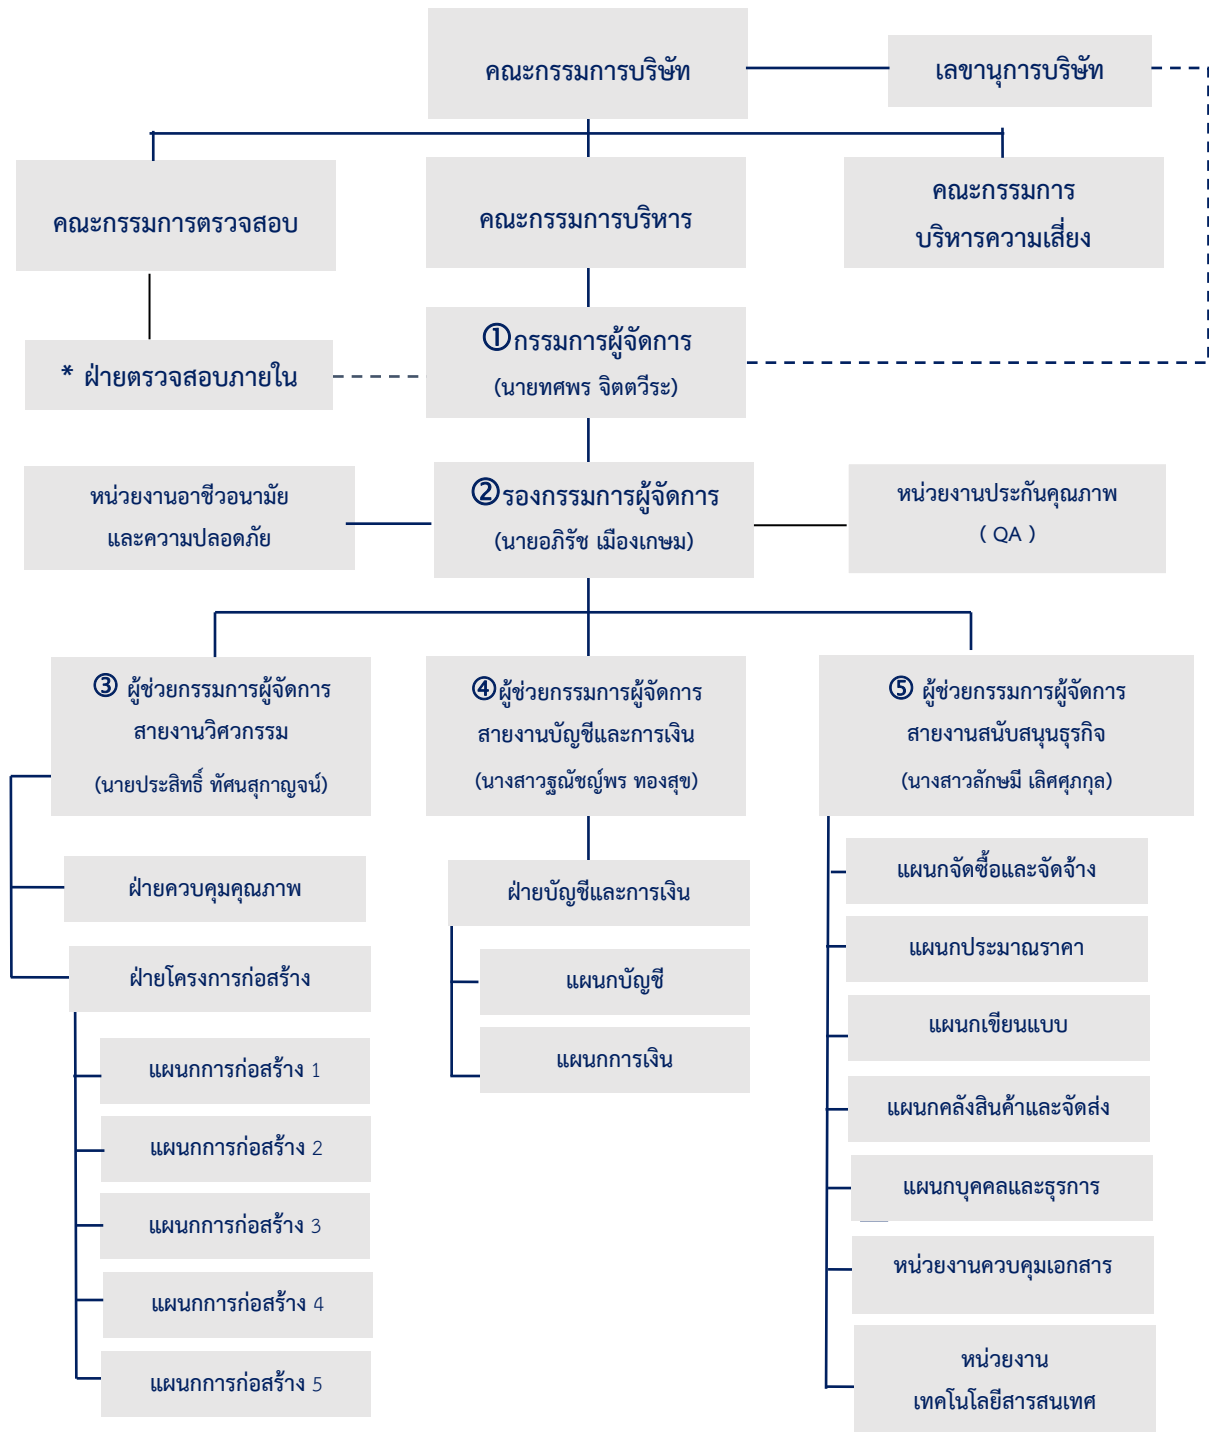 คณะกรรมการบริษัท
เลขานุการบริษัท
คณะกรรมการตรวจสอบ
คณะกรรมการบริหาร
คณะกรรมการ
บริหารความเสี่ยง
* ฝ่ายตรวจสอบภายใน
①กรรมการผู้จัดการ
(นายทศพร จิตตวีระ)
หน่วยงานอาชีวอนามัย
และความปลอดภัย
②รองกรรมการผู้จัดการ
(นายอภิรัช เมืองเกษม)
หน่วยงานประกันคุณภาพ
( QA )
③ ผู้ช่วยกรรมการผู้จัดการ
สายงานวิศวกรรม
(นายประสิทธิ์ ทัศนสุกาญจน์)
④ผู้ช่วยกรรมการผู้จัดการ
สายงานบัญชีและการเงิน
(นางสาวฐณัชญ์พร ทองสุข)
⑤ ผู้ช่วยกรรมการผู้จัดการ
สายงานสนับสนุนธุรกิจ
(นางสาวลักษมี เลิศศุภกุล)
ฝ่ายควบคุมคุณภาพ
ฝ่ายโครงการก่อสร้าง
แผนกการก่อสร้าง 1
แผนกการก่อสร้าง 2
แผนกการก่อสร้าง 3
แผนกการก่อสร้าง 4
แผนกการก่อสร้าง 5
ฝ่ายบัญชีและการเงิน
แผนกบัญชี
แผนกการเงิน
แผนกจัดซื้อและจัดจ้าง
แผนกประมาณราคา
แผนกเขียนแบบ
แผนกคลังสินค้าและจัดส่ง
แผนกบุคคลและธุรการ
หน่วยงานควบคุมเอกสาร
หน่วยงาน
เทคโนโลยีสารสนเทศ